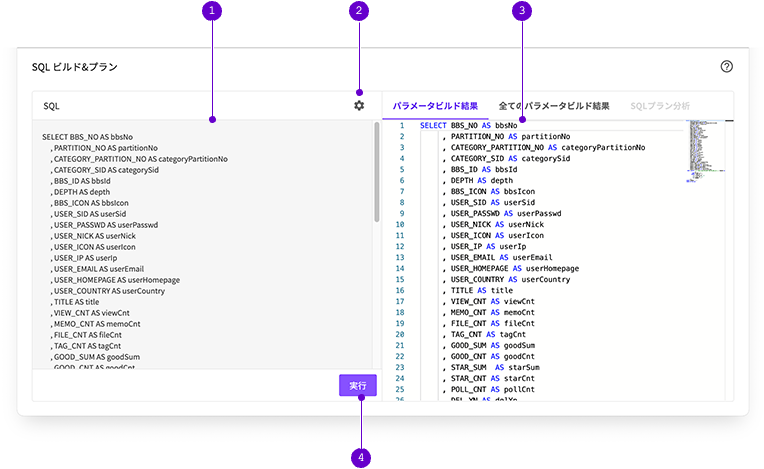 1
2
3
SQL ビルド&プラン
SQL
SELECT BBS_NO AS bbsNo
, PARTITION_NO AS partitionNo
, CATEGORY_PARTITION_NO AS categoryPartitionNo
, CATEGORY_SID AS categorySid
, BBS_ID AS bbsId
, DEPTH AS depth
, BBS_ICON AS bbsIcon
, USER_SID AS userSid
, USER_PASSWD AS userPasswd
, USER_NICK AS userNick
, USER_ICON AS userIcon
, USER_IP AS userIp
, USER_EMAIL AS userEmail
, USER_HOMEPAGE AS userHomepage
, USER_COUNTRY AS userCountry
, TITLE AS title
, VIEW_CNT AS viewCnt
, MEMO_CNT AS memoCnt
, FILE_CNT AS fileCnt
, TAG_CNT AS tagCnt
, GOOD_SUM AS goodSum
, GOOD_CNT AS goodCnt
実行
パラメータビルド結果 全てのパラメータビルド結果 SQLプラン分析
1 SELECT BBS_NO AS bbsNo
2 , PARTITION_NO AS partitionNo
3 , CATEGORY_PARTITION_NO AS categoryPartitionNo
4 , CATEGORY_SID AS categorySid
5 , BBS_ID AS bbsId
6 , DEPTH AS depth
7 , BBS_ICON AS bbsIcon
8 , USER_SID AS userSid
9 , USER_PASSWD AS userPasswd
10 , USER_NICK AS userNick
11 , USER_ICON AS userIcon
12 , USER_IP AS userIp
13 , USER_EMAIL AS userEmail
14 , USER_HOMEPAGE AS userHomepage
15 , USER_COUNTRY AS userCountry
16 , TITLE AS title
17 , VIEW_CNT AS viewCnt
18 , MEMO_CNT AS memoCnt
19 , FILE_CNT AS fileCnt
20 , TAG_CNT AS tagCnt
21 , GOOD_SUM AS goodSum
22 , GOOD_CNT AS goodCnt
23 , STAR_SUM AS starSum
24 , STAR_CNT AS starCnt
25 , POLL_CNT AS pollCnt
26 , DEL_YN AS delYn
4